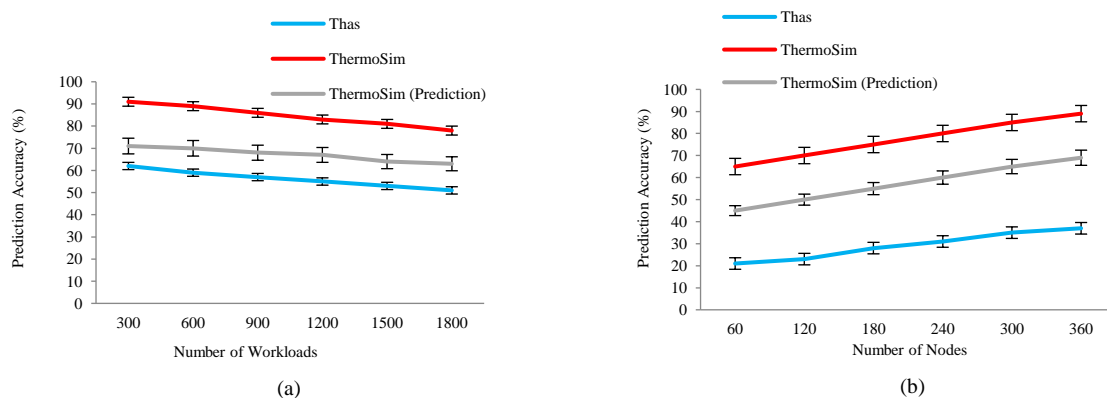 Thas
ThermoSim
ThermoSim (Prediction)
100
90
80
70
60
50
40
30
20
10
0
Prediction Accuracy (%)
300 600 900 1200 1500 1800
Number of Workloads
(a)
Thas
ThermoSim
ThermoSim (Prediction)
100
90
80
70
60
50
40
30
20
10
0
Prediction Accuracy (%)
60 120 180 240 300 360
Number of Nodes
(b)